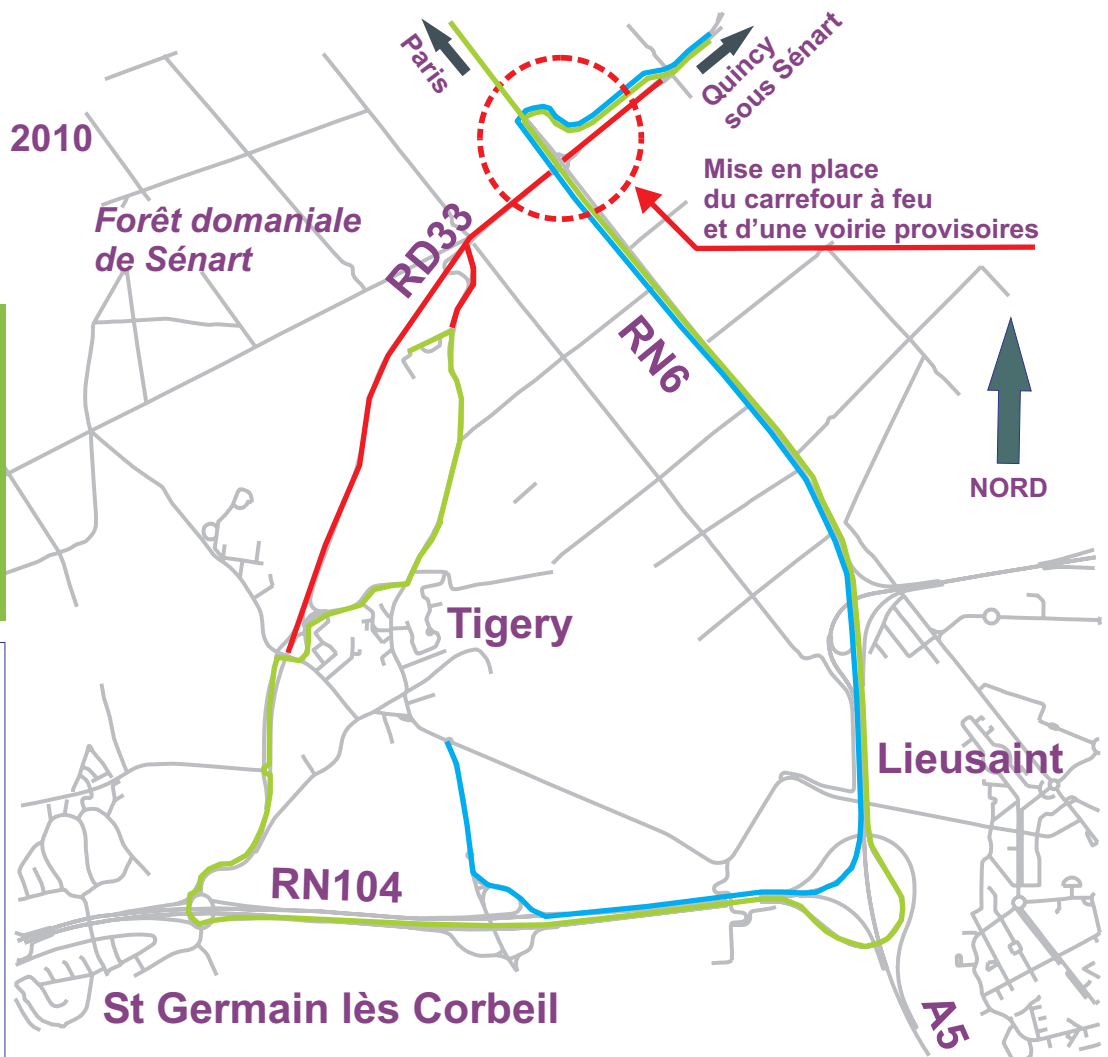 Paris
Quincy
sous Sénart
2010
Mise en place
du carrefour à feu
et d'une voirie provisoires
Forêt domaniale
de Sénart
RD33
RN6
NORD
Tigery
Lieusaint
RN104
St Germain lès Corbeil
A5